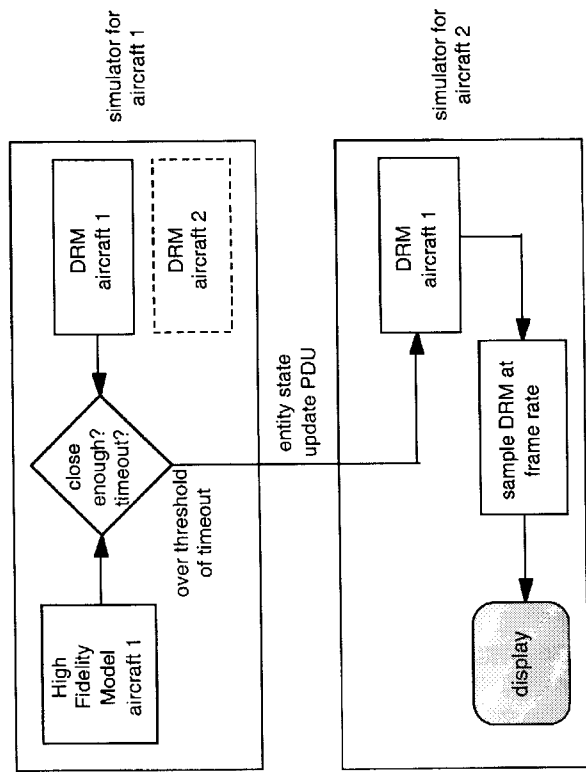 High
Fidelity
Model
aircraft 1
close
enough?
timeout?
DRM
aircraft 1
DRM
aircraft 2
simulator for
aircraft 1
over threshold
of timeout
entity state
update PDU
DRM
aircraft 1
sample DRM at
frame rate
display
simulator for
aircraft 2